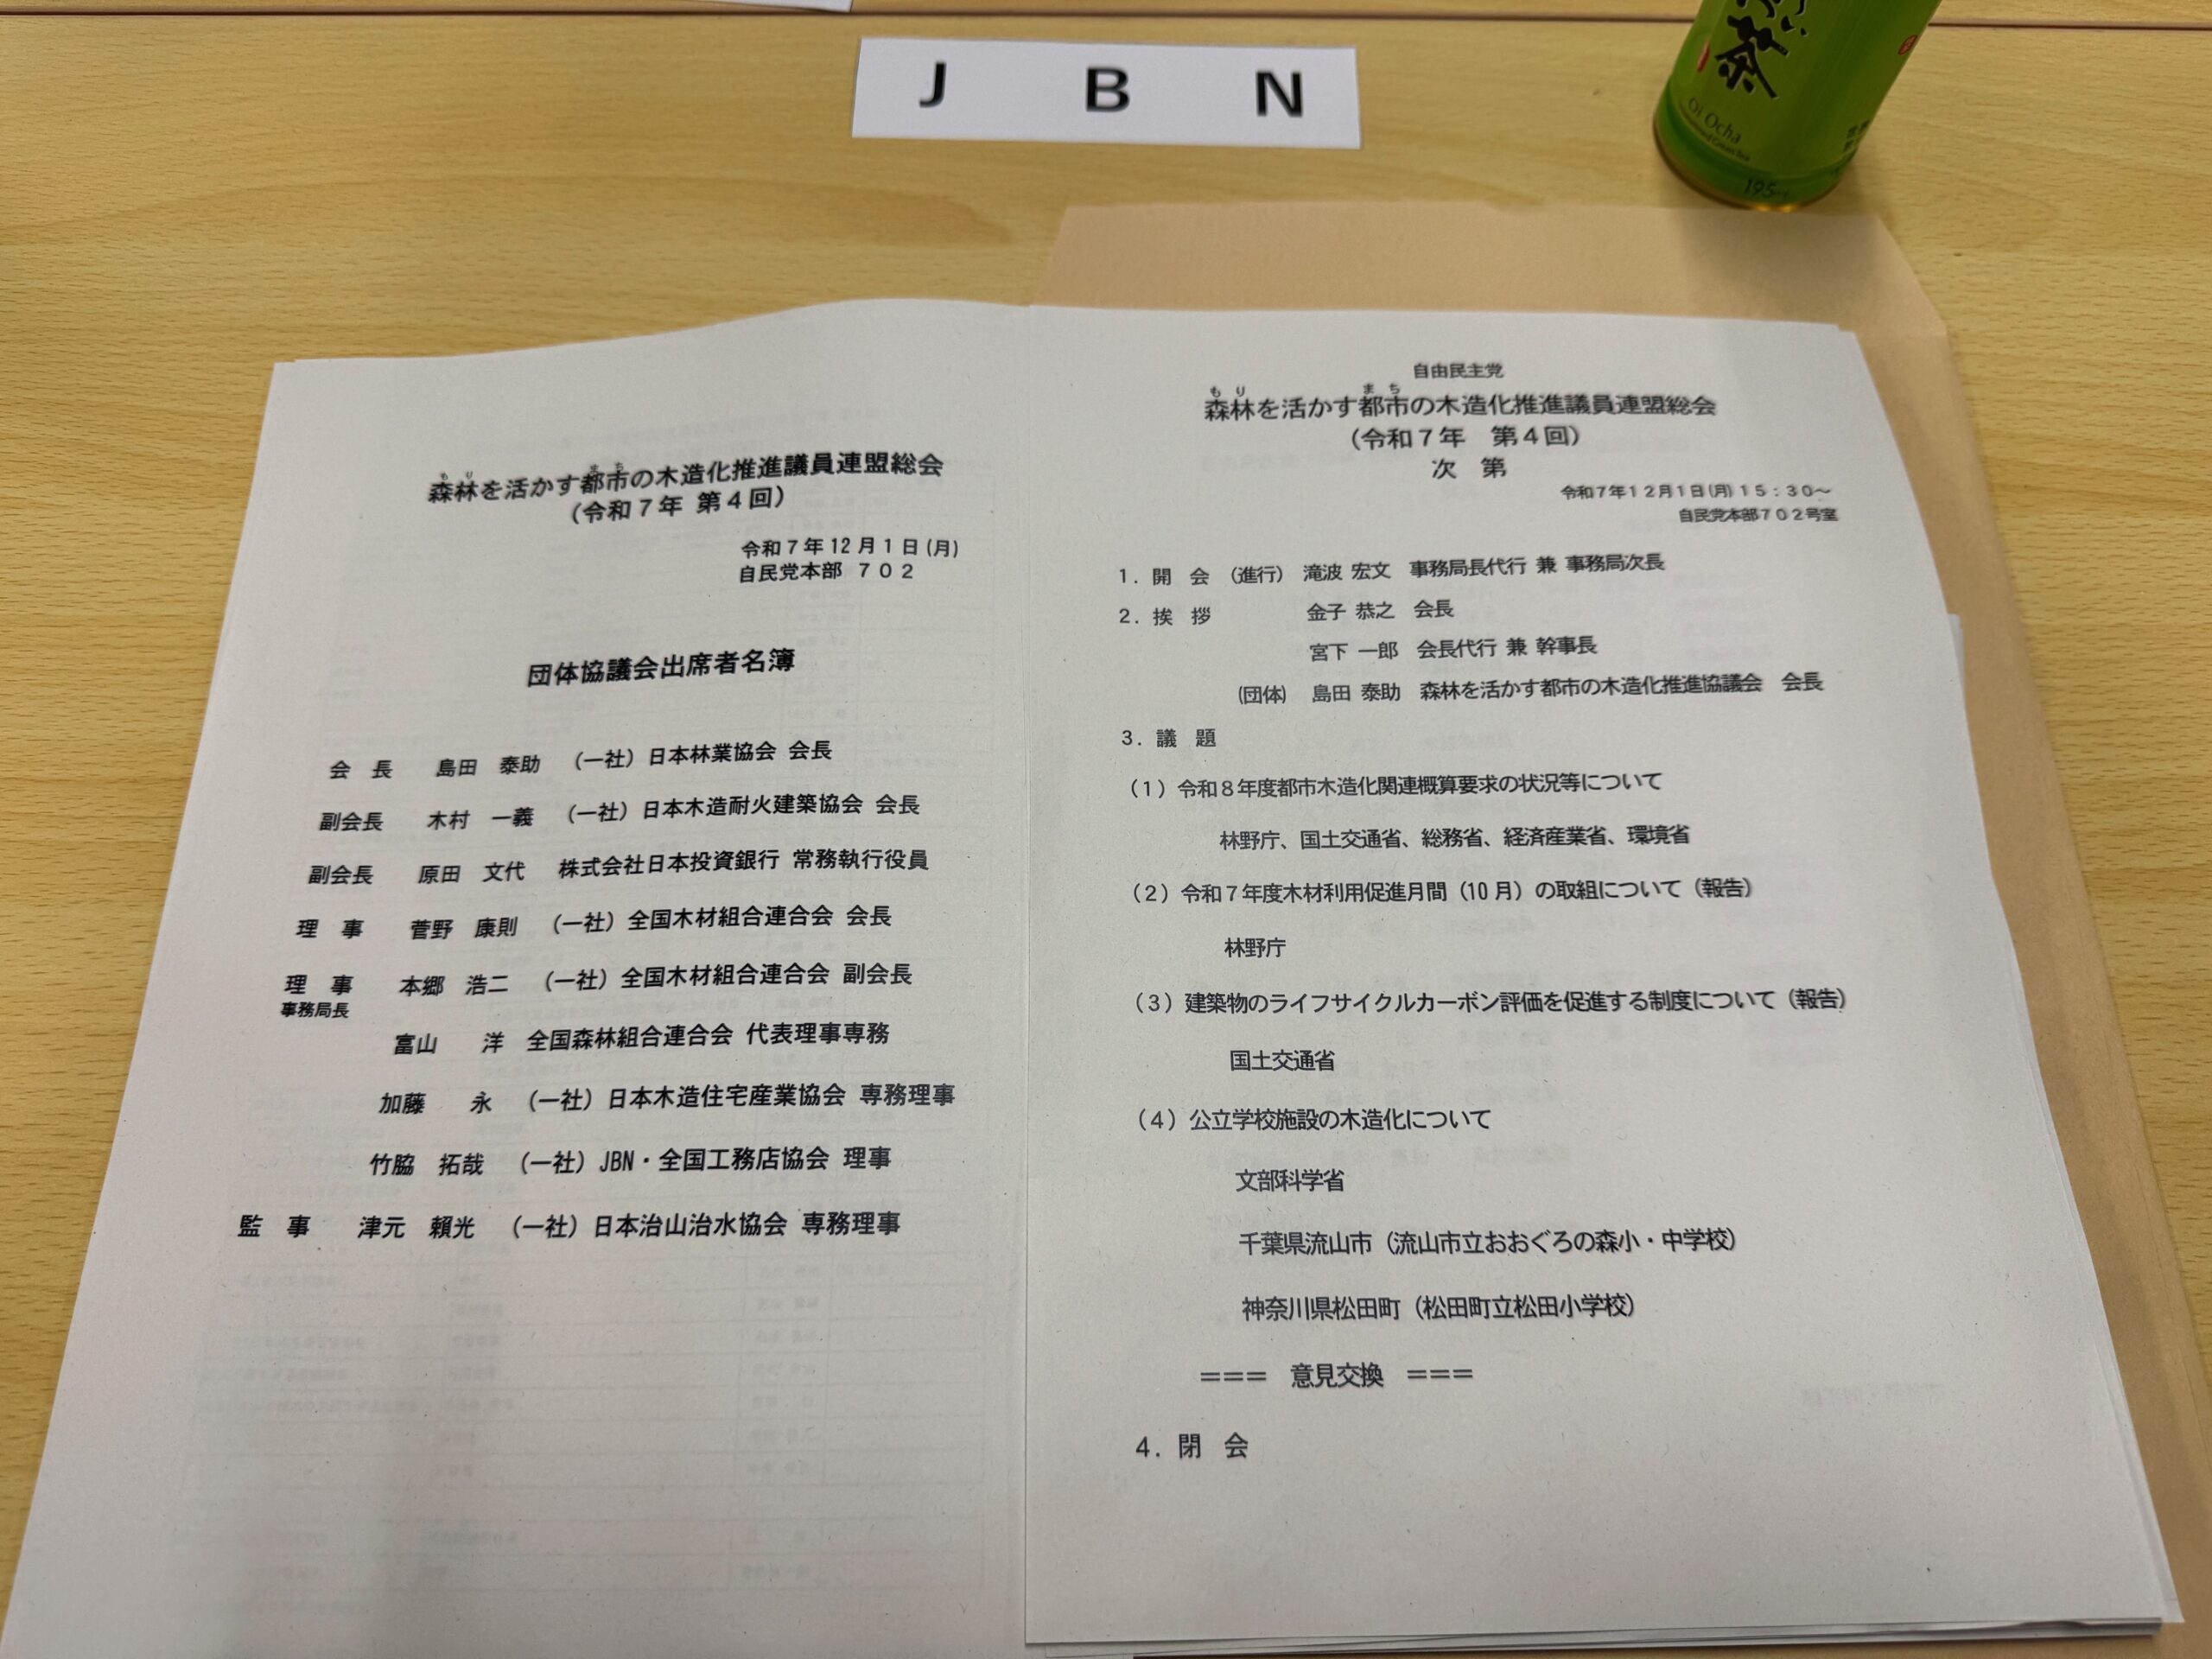 J B N
茶
Oi Ocha
195
もり まち
森林を活かす都市の木造化推進議員連盟総会
(令和7年 第4回)
令和7年12月1日(月)
自民党本部 702
団体協議会出席者名簿
会 長 島田 泰助 (一社)日本林業協会 会長
副会長 木村 一義 (一社)日本木造耐火建築協会 会長
副会長 原田 文代 株式会社日本投資銀行 常務執行役員
理 事 菅野 康則 (一社)全国木材組合連合会 会長
理 事 本郷 浩二 (一社)全国木材組合連合会 副会長
事務局長
富山 洋 全国森林組合連合会 代表理事専務
加藤 永 (一社)日本木造住宅産業協会 専務理事
竹脇 拓哉 (一社)JBN・全国工務店協会 理事
監 事 津元 頼光 (一社)日本治山治水協会 専務理事
自由民主党
もり まち
森林を活かす都市の木造化推進議員連盟総会
(令和7年 第4回)
次 第
令和7年12月1日(月)15:30~
自民党本部702号室
1. 開 会 (進行) 滝波 宏文 事務局長代行 兼 事務局次長
2. 挨 拶 金子 恭之 会長
宮下 一郎 会長代行 兼 幹事長
(団体) 島田 泰助 森林を活かす都市の木造化推進協議会 会長
3. 議 題
(1)令和8年度都市木造化関連概算要求の状況等について
林野庁、国土交通省、総務省、経済産業省、環境省
(2)令和7年度木材利用促進月間(10月)の取組について(報告)
林野庁
(3)建築物のライフサイクルカーボン評価を促進する制度について(報告)
国土交通省
(4)公立学校施設の木造化について
文部科学省
千葉県流山市(流山市立おおぐろの森小・中学校)
神奈川県松田町(松田町立松田小学校)
=== 意見交換 ===
4. 閉 会